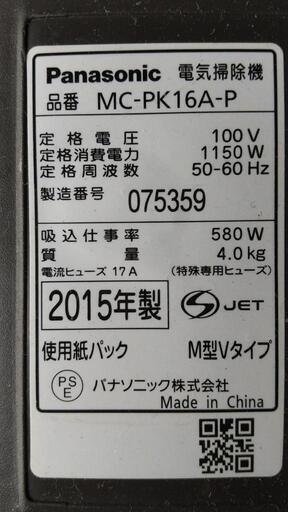 Panasonic 電気掃除機
品番 MC-PK16A-P
定格電圧 100 V
定格消費電力 1150 W
定格周波数 50-60 Hz
製造番号 075359
吸込仕事率 580 W
質量 4.0 kg
電流ヒューズ 17 A (特殊専用ヒューズ)
2015年製 S JET
使用紙パック M型Vタイプ
PS E パナソニック株式会社
Made in China